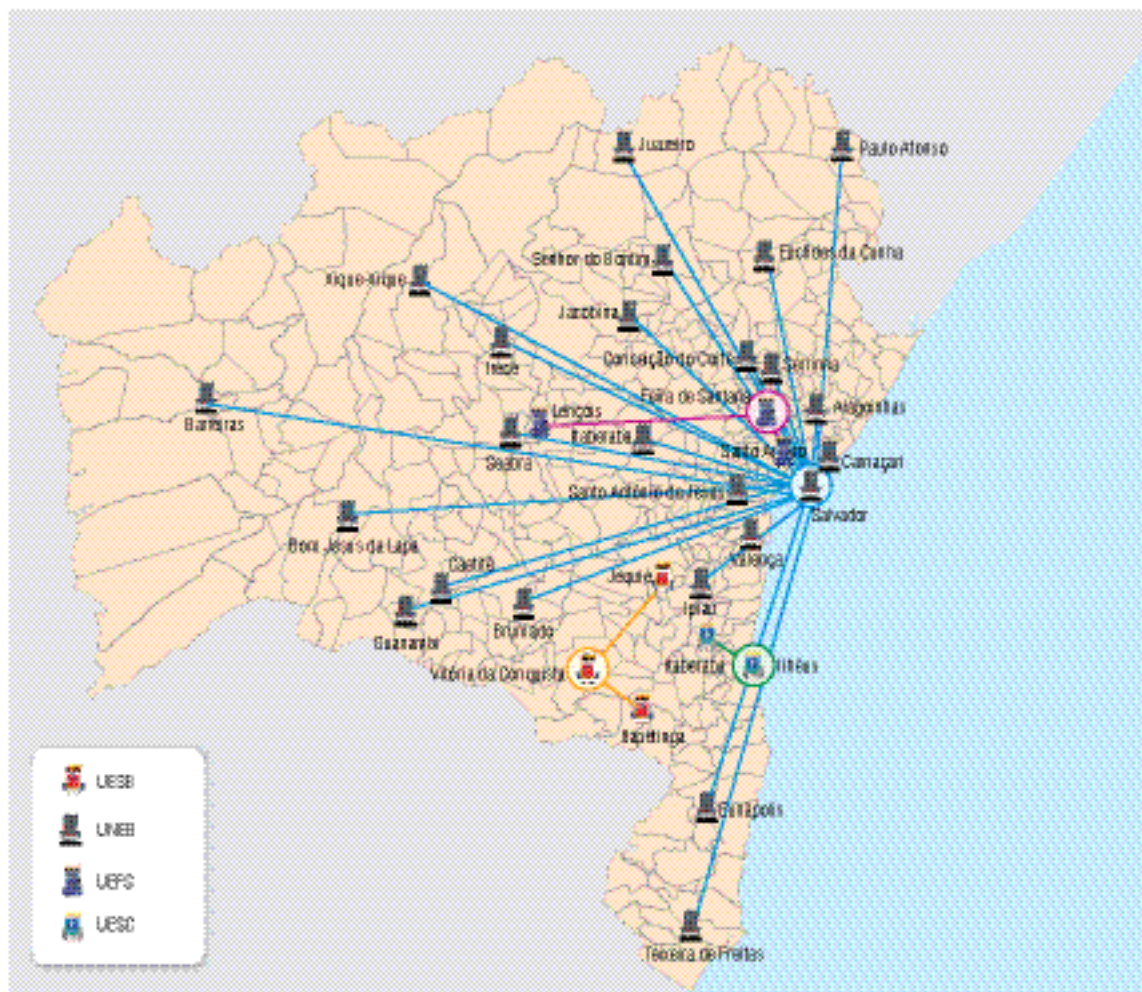 Juazeiro
Paulo Afonso
Senhor do Bonfim
Euclides da Cunha
Xique-Xique
Jacobina
Irecê
Conceição do Coité
Serrinha
Feira de Santana
Alagoinhas
Barreiras
Lençois
Itaberaba
Seabra
Santo Amaro
Camaçari
Santo Antônio de Jesus
Salvador
Bom Jesus da Lapa
Valença
Caetité
Jequié
Ipiaú
Guanambi
Brumado
Vitória da Conquista
Itaberaba
Ilhéus
Itapetinga
Eunápolis
Teixeira de Freitas
UESB
UNEB
UEFS
UESC